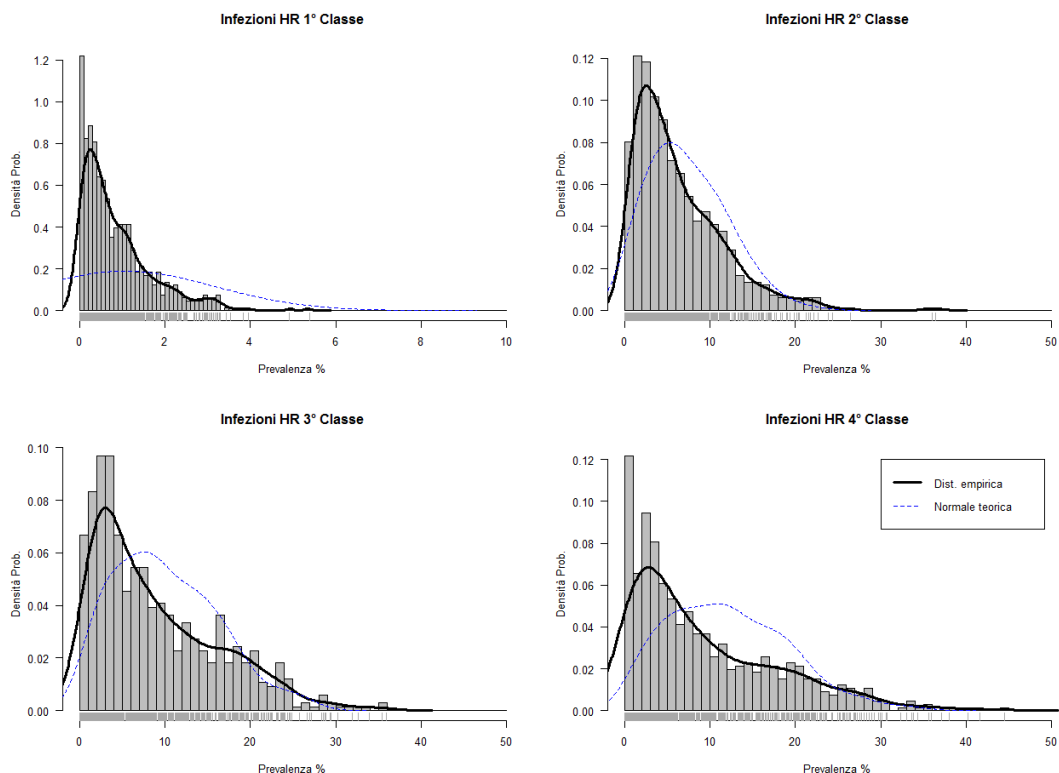 Infezioni HR 1° Classe
Densità Prob.
1.2
1.0
0.8
0.6
0.4
0.2
0.0
0 2 4 6 8 10
Prevalenza %
Infezioni HR 2° Classe
Densità Prob.
0.12
0.10
0.08
0.06
0.04
0.02
0.00
0 10 20 30 40 50
Prevalenza %
Infezioni HR 3° Classe
Densità Prob.
0.10
0.08
0.06
0.04
0.02
0.00
0 10 20 30 40 50
Prevalenza %
Infezioni HR 4° Classe
Densità Prob.
0.12
0.10
0.08
0.06
0.04
0.02
0.00
0 10 20 30 40 50
Prevalenza %
Dist. empirica
Normale teorica